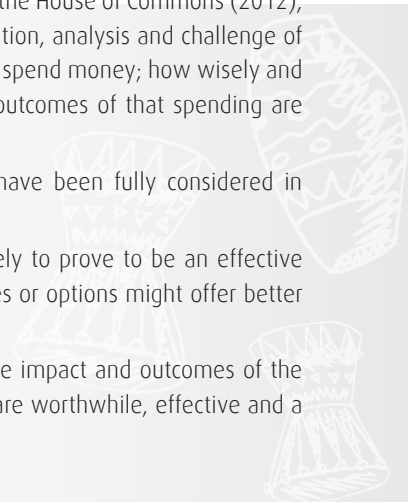 the House of Commons (2012),
tion, analysis and challenge of
spend money; how wisely and
outcomes of that spending are
have been fully considered in
ely to prove to be an effective
es or options might offer better
e impact and outcomes of the
are worthwhile, effective and a